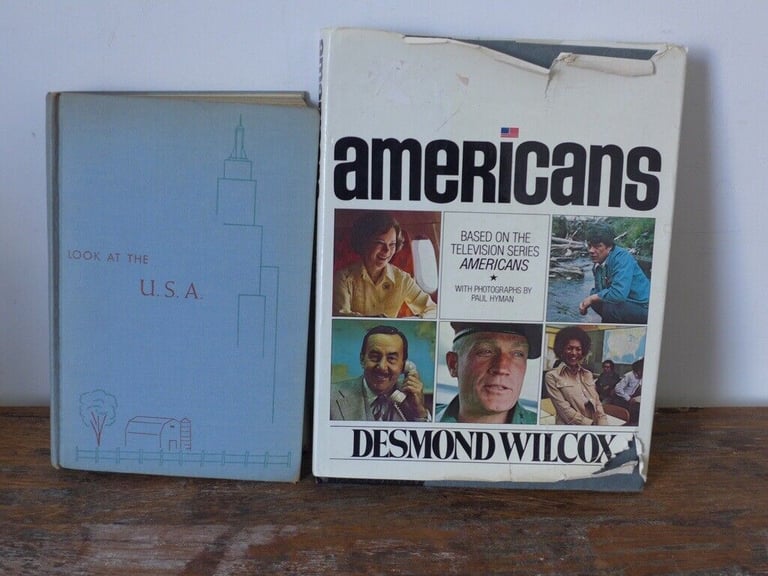 LOOK AT THE
U.S.A.
americans
BASED ON THE
TELEVISION SERIES
AMERICANS
WITH PHOTOGRAPHS BY
PAUL HYMAN
DESMOND WILCOX